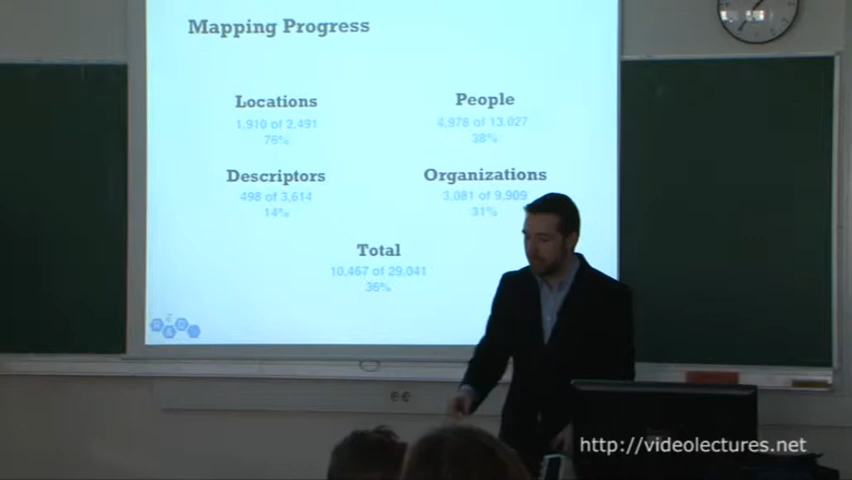 Mapping Progress
Locations
1,910 of 2,491
76%
People
4,978 of 13,027
38%
Descriptors
498 of 3,614
14%
Organizations
3,081 of 9,909
31%
Total
10,467 of 29,041
36%
R & D
http://videolectures.net